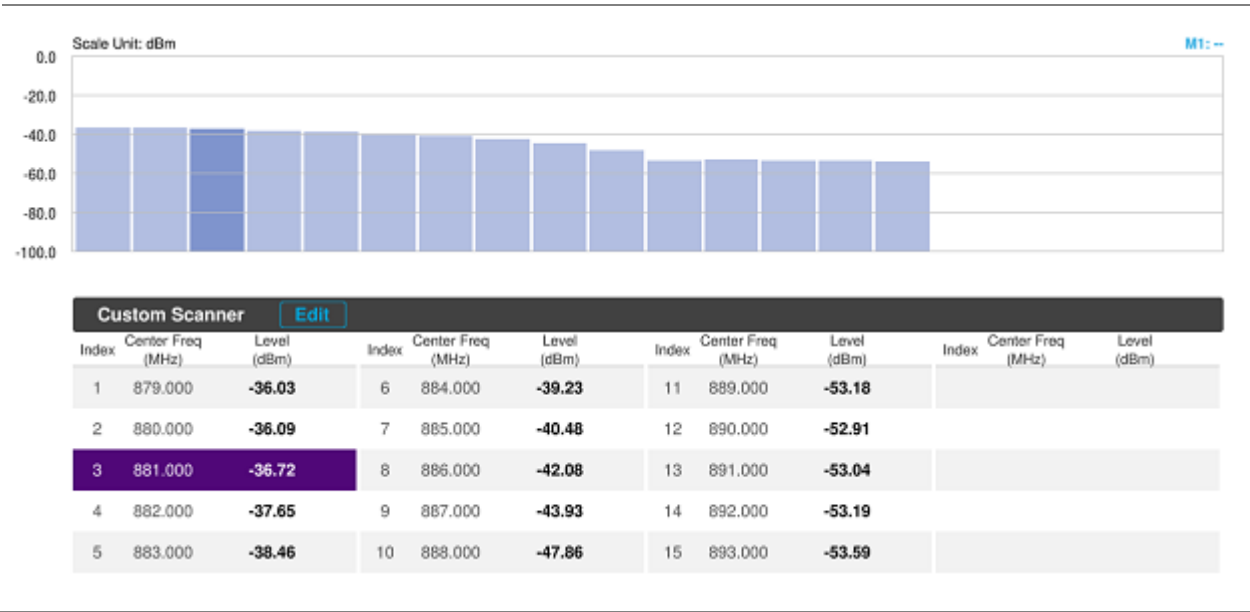 Scale Unit: dBm M1: --
0.0
-20.0
-40.0
-60.0
-80.0
-100.0
Custom Scanner Edit
Index Center Freq (MHz) Level (dBm) Index Center Freq (MHz) Level (dBm) Index Center Freq (MHz) Level (dBm) Index Center Freq (MHz) Level (dBm)
1 879.000 -36.03 6 884.000 -39.23 11 889.000 -53.18
2 880.000 -36.09 7 885.000 -40.48 12 890.000 -52.91
3 881.000 -36.72 8 886.000 -42.08 13 891.000 -53.04
4 882.000 -37.65 9 887.000 -43.93 14 892.000 -53.19
5 883.000 -38.46 10 888.000 -47.86 15 893.000 -53.59